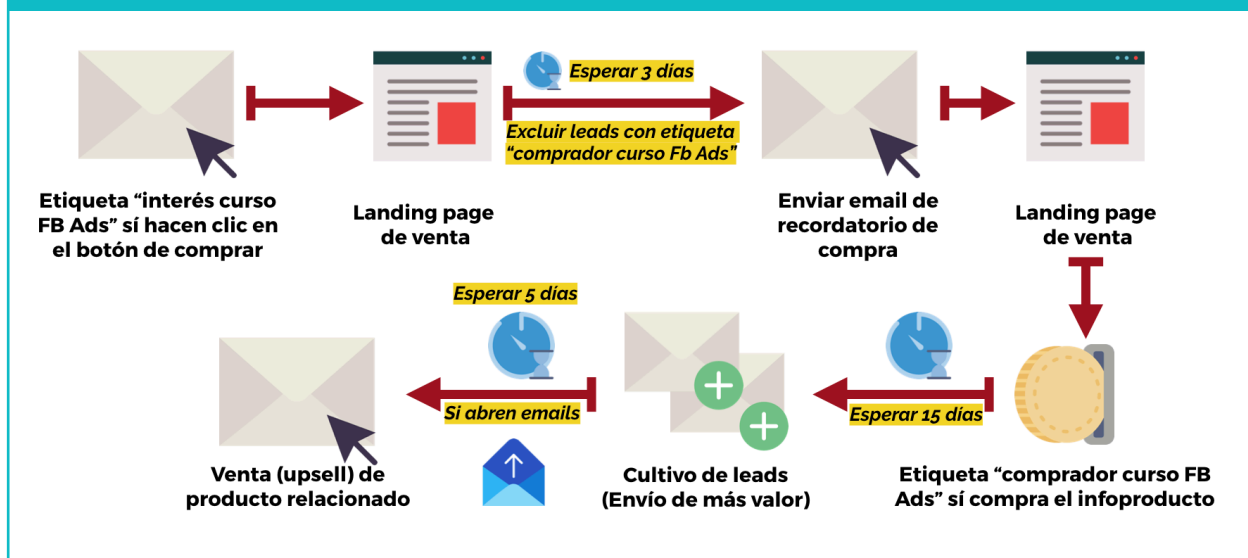 Esperar 3 días
Excluir leads con etiqueta
“comprador curso Fb Ads”
Etiqueta “interés curso
FB Ads” sí hacen clic en
el botón de comprar
Landing page
de venta
Enviar email de
recordatorio de
compra
Landing page
de venta
Esperar 5 días
Si abren emails
Esperar 15 días
Venta (upsell) de
producto relacionado
Cultivo de leads
(Envío de más valor)
Etiqueta “comprador curso FB
Ads” sí compra el infoproducto